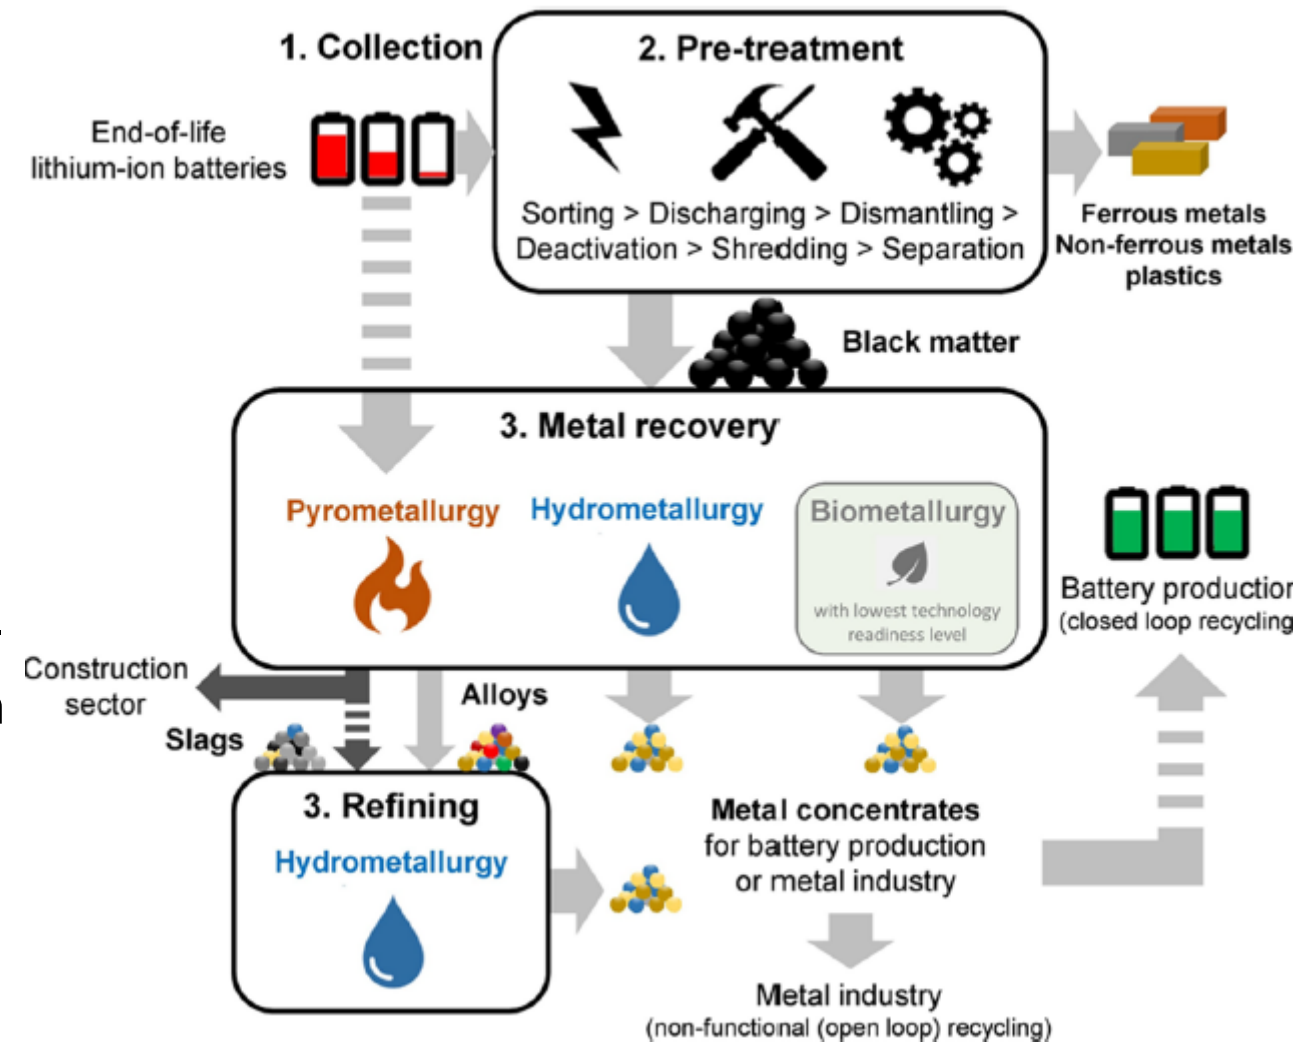 1. Collection
2. Pre-treatment
End-of-life
lithium-ion batteries
Sorting > Discharging > Dismantling >
Deactivation > Shredding > Separation
Ferrous metals
Non-ferrous metals
plastics
Black matter
3. Metal recovery
Pyrometallurgy
Hydrometallurgy
Biometallurgy
with lowest technology
readiness level
Battery production
(closed loop recycling
Construction
sector
Slags
Alloys
3. Refining
Hydrometallurgy
Metal concentrates
for battery production
or metal industry
Metal industry
(non-functional (open loop) recycling)